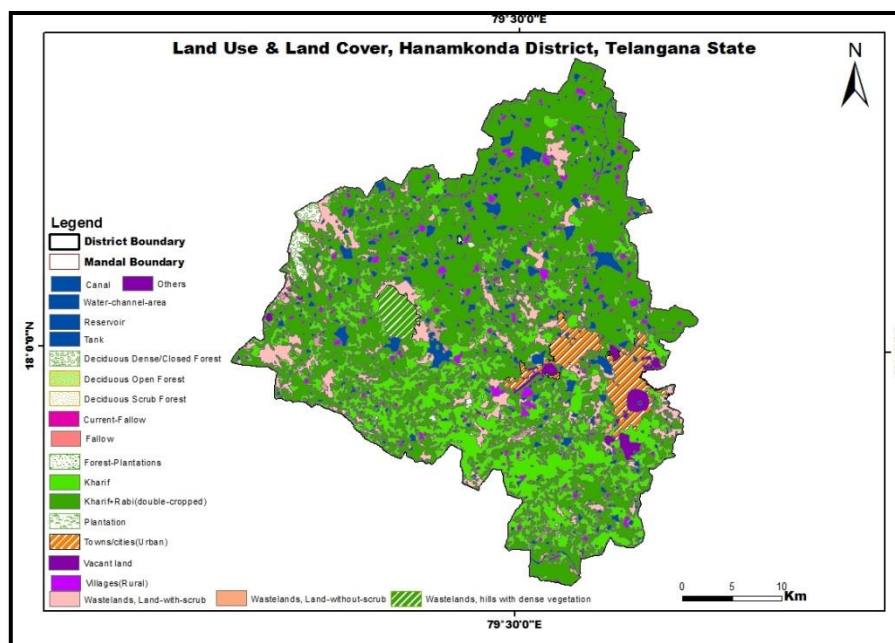 79°30'0"E
Land Use & Land Cover, Hanamkonda District, Telangana State
N
Legend
District Boundary
Mandal Boundary
Canal
Others
Water-channel-area
Reservoir
Tank
Deciduous Dense/Closed Forest
Deciduous Open Forest
Deciduous Scrub Forest
Current-Fallow
Fallow
Forest-Plantations
Kharif
Kharif+Rabi(double-cropped)
Plantation
Towns/cities(Urban)
Vacant land
Villages(Rural)
Wastelands, Land-with-scrub
Wastelands, Land-without-scrub
Wastelands, hills with dense vegetation
18°0'0"N
0 5 10
Km
79°30'0"E